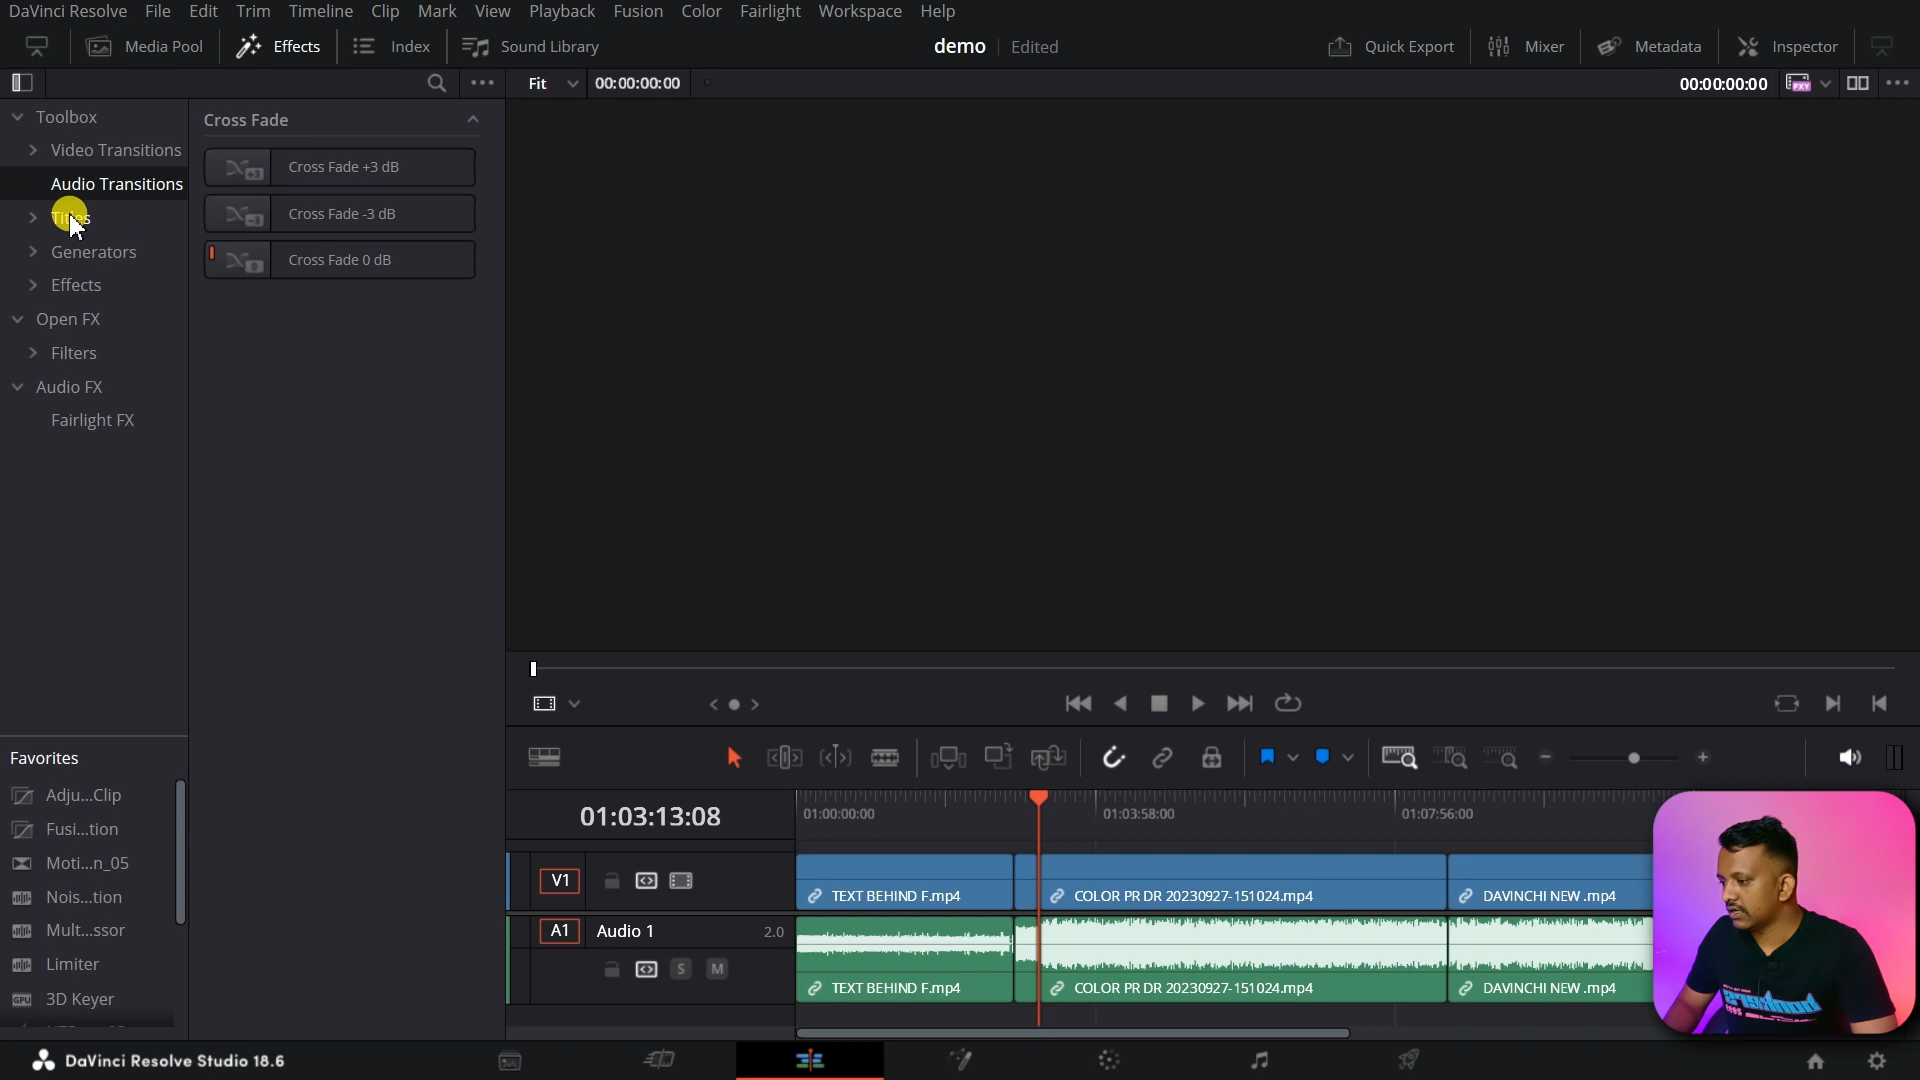 DaVinci Resolve File Edit Trim Timeline Clip Mark View Playback Fusion Color Fairlight Workspace Help
Media Pool Effects Index Sound Library demo Edited Quick Export Mixer Metadata Inspector
Fit 00:00:00:00 00:00:00:00
Toolbox
Video Transitions
Audio Transitions
Titles
Generators
Effects
Open FX
Filters
Audio FX
Fairlight FX
Cross Fade
Cross Fade +3 dB
Cross Fade -3 dB
Cross Fade 0 dB
Favorites
Adju...Clip
Fusi...tion
Moti...n_05
Nois...tion
Mult...ssor
Limiter
3D Keyer
01:03:13:08 01:00:00:00 01:03:58:00 01:07:56:00
V1 TEXT BEHIND F.mp4 COLOR PR DR 20230927-151024.mp4 DAVINCHI NEW .mp4
A1 Audio 1 2.0
S M
TEXT BEHIND F.mp4 COLOR PR DR 20230927-151024.mp4 DAVINCHI NEW .mp4
DaVinci Resolve Studio 18.6